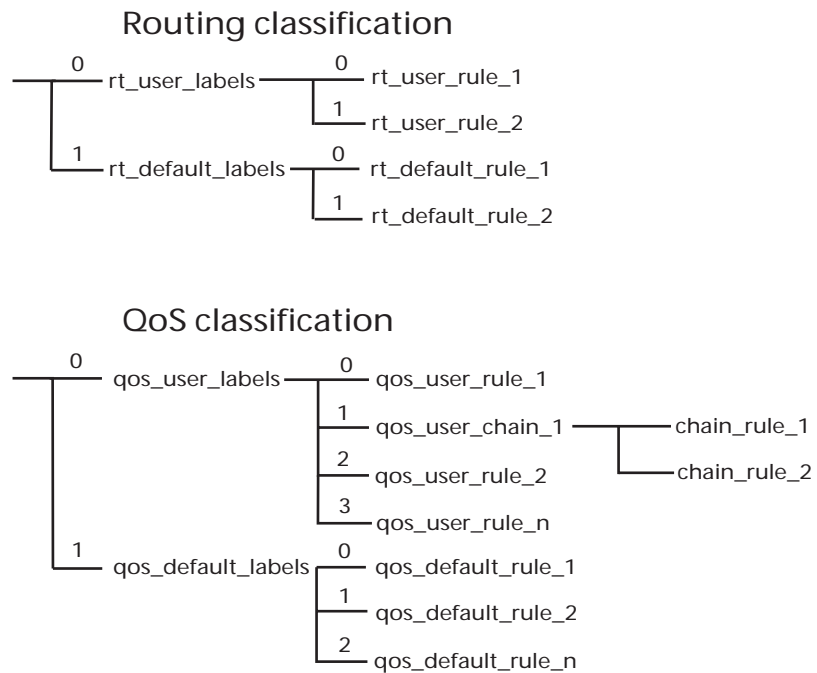 Routing classification
0 rt_user_labels 0 rt_user_rule_1
1 rt_user_rule_2
1 rt_default_labels 0 rt_default_rule_1
1 rt_default_rule_2
QoS classification
0 qos_user_labels 0 qos_user_rule_1
1 qos_user_chain_1 chain_rule_1
2 qos_user_rule_2 chain_rule_2
3 qos_user_rule_n
1 qos_default_labels 0 qos_default_rule_1
1 qos_default_rule_2
2 qos_default_rule_n